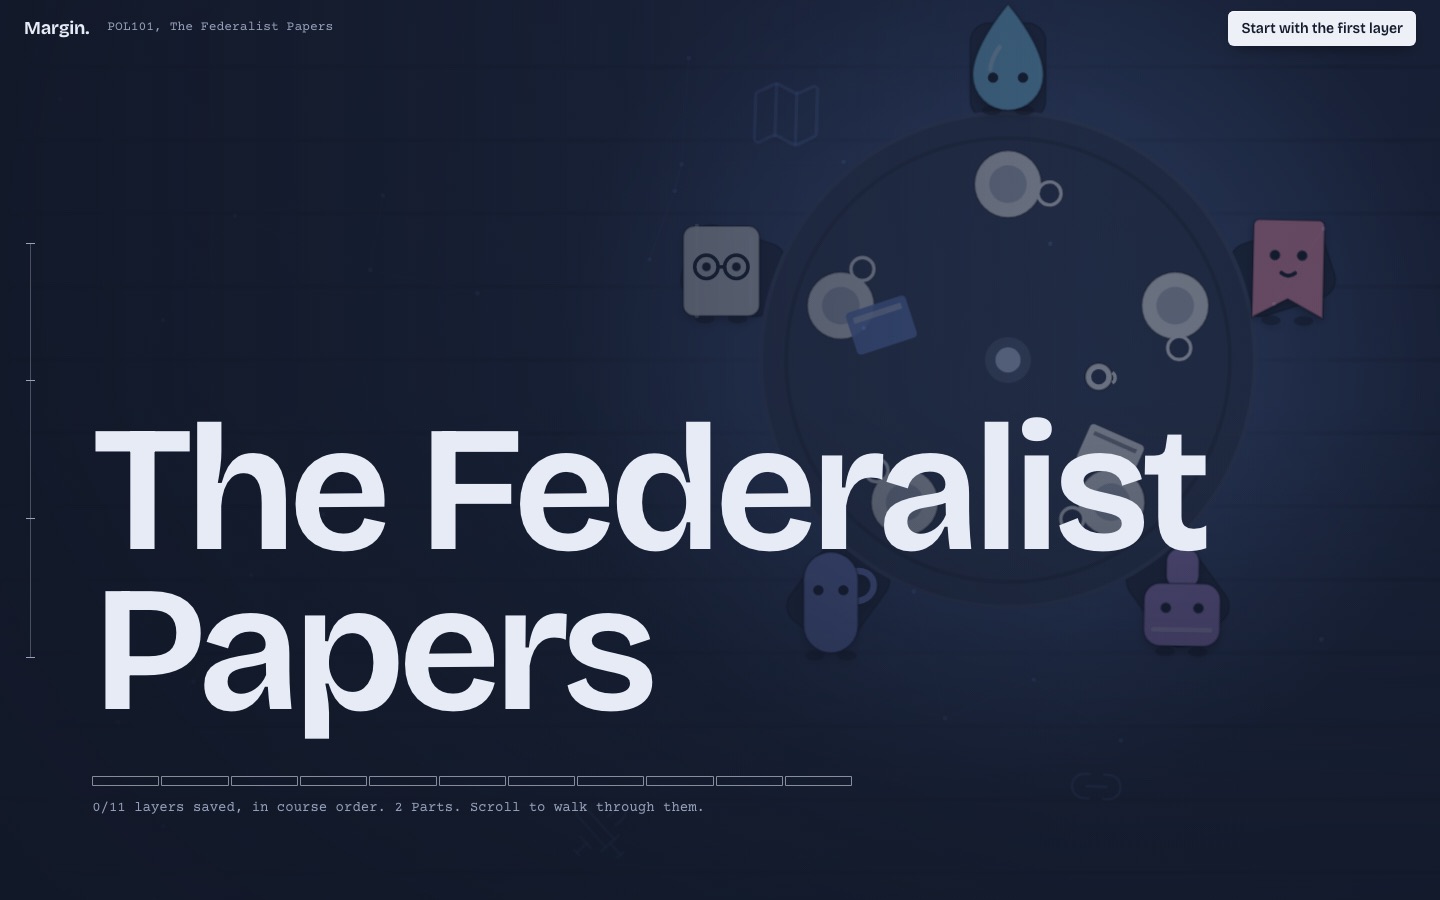 Margin.
POL101, The Federalist Papers
Start with the first layer
The Federalist
Papers
0/11 layers saved, in course order. 2 Parts. Scroll to walk through them.